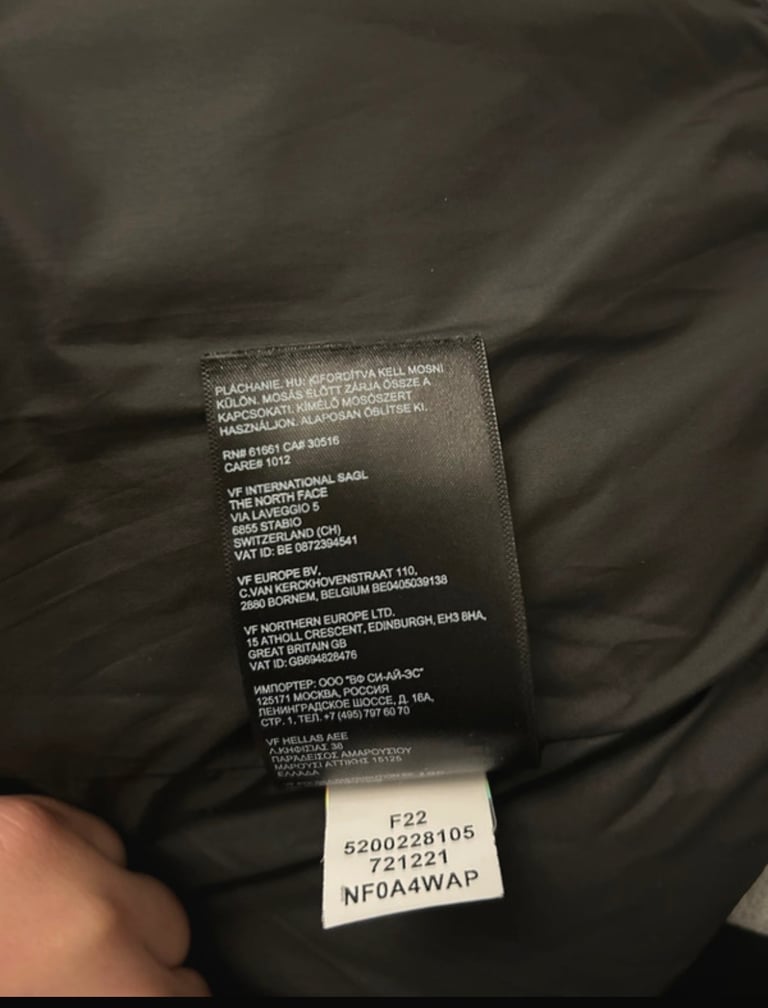 PLÁCHANIE. HU: KIFORDÍTVA KELL MOSNI
KÜLÖN. MOSÁS ELŐTT ZÁRJA ÖSSZE A
KAPCSOKATI. KÍMÉLŐ MOSÓSZERT
HASZNÁLJON. ALAPOSAN ÖBLÍTSE KI.
RN# 61661 CA# 30516
CARE# 1012
VF INTERNATIONAL SAGL
THE NORTH FACE
VIA LAVEGGIO 5
6855 STABIO
SWITZERLAND (CH)
VAT ID: BE 0872394541
VF EUROPE BV,
C.VAN KERCKHOVENSTRAAT 110,
2880 BORNEM, BELGIUM BE0405039138
VF NORTHERN EUROPE LTD.
15 ATHOLL CRESCENT, EDINBURGH, EH3 8HA,
GREAT BRITAIN GB
VAT ID: GB694828476
ИМПОРТЕР: ООО "ВФ СИ-АЙ-ЭС"
125171 МОСКВА, РОССИЯ
ЛЕНИНГРАДСКОЕ ШОССЕ, Д. 16А,
СТР. 1, ТЕЛ. +7 (495) 797 60 70
VF HELLAS AEE
Λ.ΚΗΦΙΣΙΑΣ 38
ΠΑΡΑΔΕΙΣΟΣ ΑΜΑΡΟΥΣΙΟΥ
ΜΑΡΟΥΣΙ ΑΤΤΙΚΗΣ 15125
ΕΛΛΑΔΑ
F22
5200228105
721221
NF0A4WAP